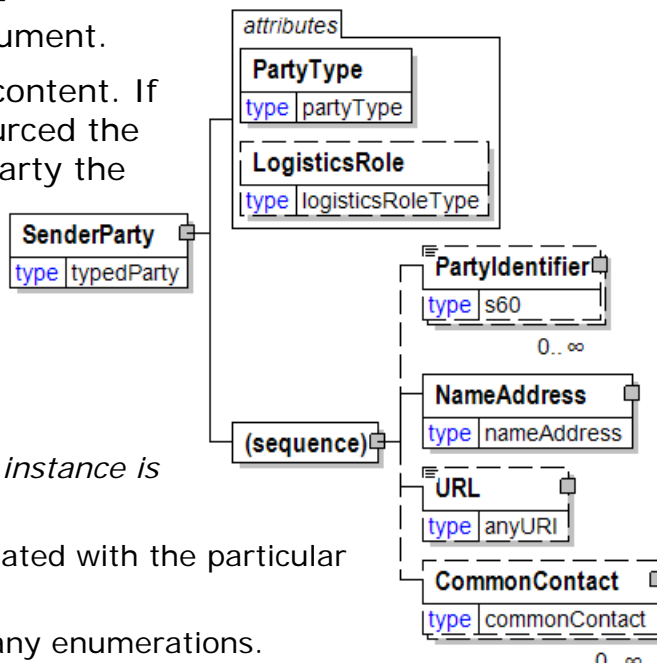 ument.
content. If
urced the
arty the
instance is
ated with the particular
any enumerations.
attributes
PartyType
type partyType
LogisticsRole
type logisticsRoleType
SenderParty
type typedParty
(sequence)
PartyIdentifier
type s60
0.. ∞
NameAddress
type nameAddress
URL
type anyURI
CommonContact
type commonContact
0.. ∞